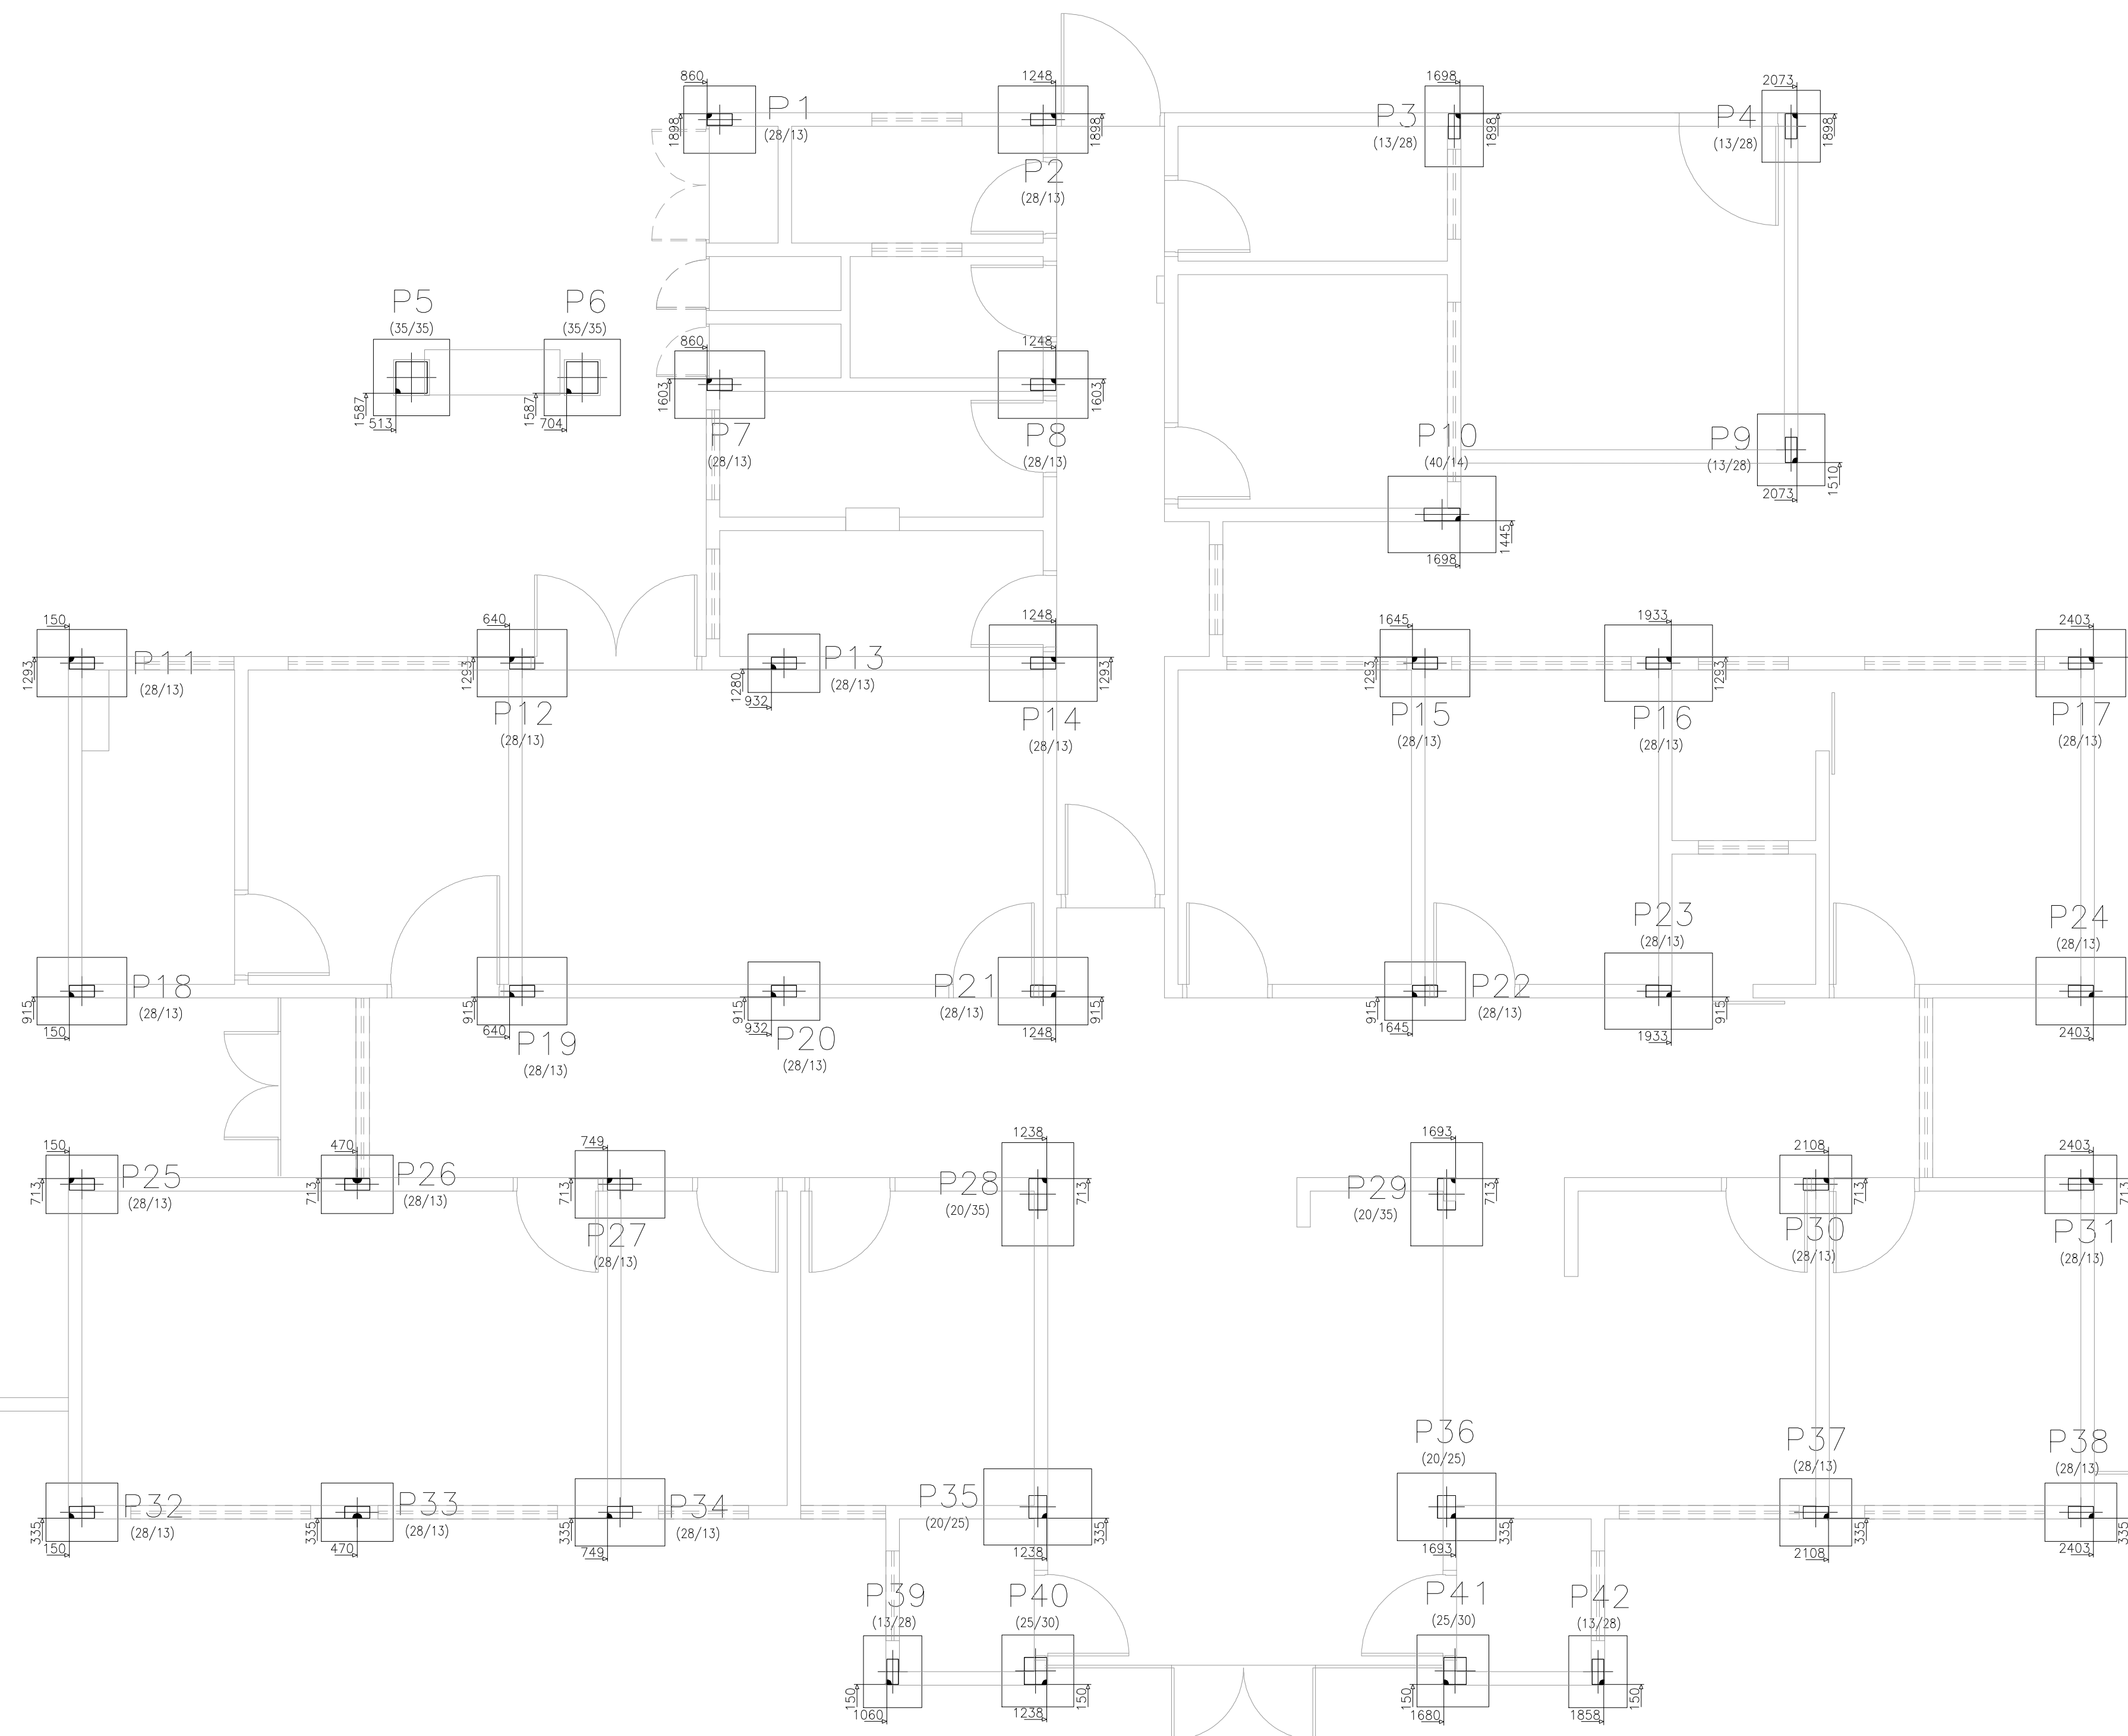 860
P1
(28/13)
1898
1248
P2
(28/13)
1898
1698
P3
(13/28)
1898
2073
P4
(13/28)
1898
P5
(35/35)
1587
513
P6
(35/35)
1587
704
860
1603
P7
(28/13)
1248
1603
P8
(28/13)
P10
(40/14)
1445
1698
P9
(13/28)
1510
2073
150
1293
P11
(28/13)
640
1293
P12
(28/13)
P13
(28/13)
1280
932
1248
1293
P14
(28/13)
1645
1293
P15
(28/13)
1933
1293
P16
(28/13)
2403
P17
(28/13)
P18
(28/13)
915
150
915
640
P19
(28/13)
915
932
P20
(28/13)
P21
(28/13)
915
1248
P22
(28/13)
915
1645
P23
(28/13)
915
1933
P24
(28/13)
2403
150
713
P25
(28/13)
470
713
P26
(28/13)
749
713
P27
(28/13)
1238
P28
(20/35)
713
1693
P29
(20/35)
713
2108
713
P30
(28/13)
2403
713
P31
(28/13)
P32
(28/13)
335
150
P33
(28/13)
335
470
P34
(28/13)
335
749
P35
(20/25)
335
1238
P36
(20/25)
335
1693
P37
(28/13)
335
2108
P38
(28/13)
335
2403
P39
(13/28)
150
1060
P40
(25/30)
150
1238
P41
(25/30)
150
1680
P42
(13/28)
150
1858